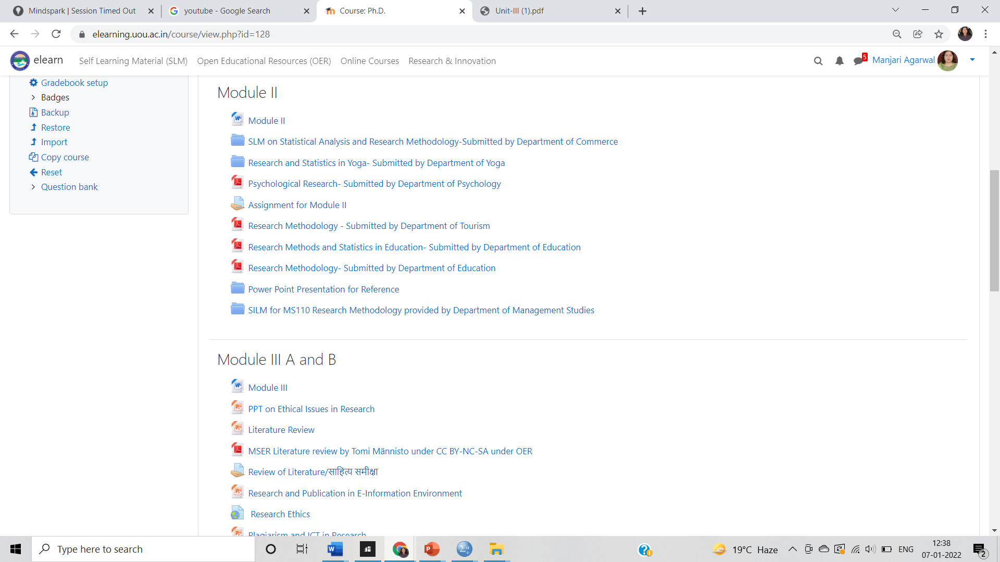 Mindspark | Session Timed Out
youtube - Google Search
Course: Ph.D.
Unit-III (1).pdf
elearning.uou.ac.in/course/view.php?id=128
elearn
Self Learning Material (SLM)
Open Educational Resources (OER)
Online Courses
Research & Innovation
5
Manjari Agarwal
Gradebook setup
Badges
Backup
Restore
Import
Copy course
Reset
Question bank
Module II
Module II
SLM on Statistical Analysis and Research Methodology-Submitted by Department of Commerce
Research and Statistics in Yoga- Submitted by Department of Yoga
Psychological Research- Submitted by Department of Psychology
Assignment for Module II
Research Methodology - Submitted by Department of Tourism
Research Methods and Statistics in Education- Submitted by Department of Education
Research Methodology- Submitted by Department of Education
Power Point Presentation for Reference
SILM for MS110 Research Methodology provided by Department of Management Studies
Module III A and B
Module III
PPT on Ethical Issues in Research
Literature Review
MSER Literature review by Tomi Männisto under CC BY-NC-SA under OER
Review of Literature/साहित्य समीक्षा
Research and Publication in E-Information Environment
Research Ethics
Plagiarism and ICT in Research
Type here to search
19°C Haze
ENG
12:38
07-01-2022
2